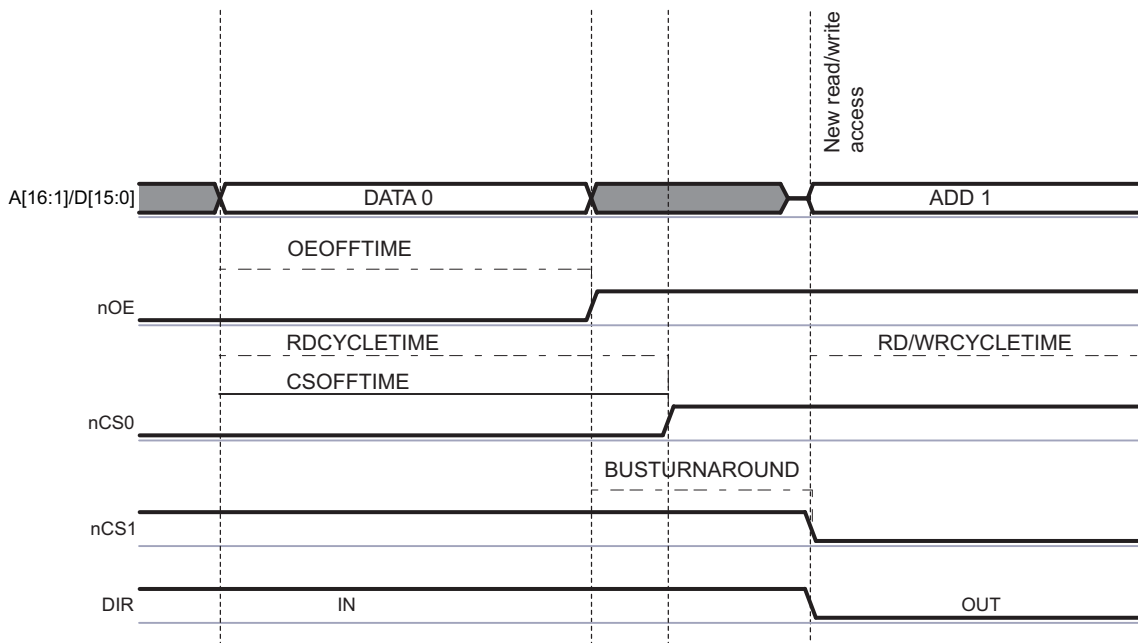 New read/write
access
A[16:1]/D[15:0]
DATA 0
ADD 1
OEOFFTIME
nOE
RDCYCLETIME
RD/WRCYCLETIME
CSOFFTIME
nCS0
BUSTURNAROUND
nCS1
DIR
IN
OUT